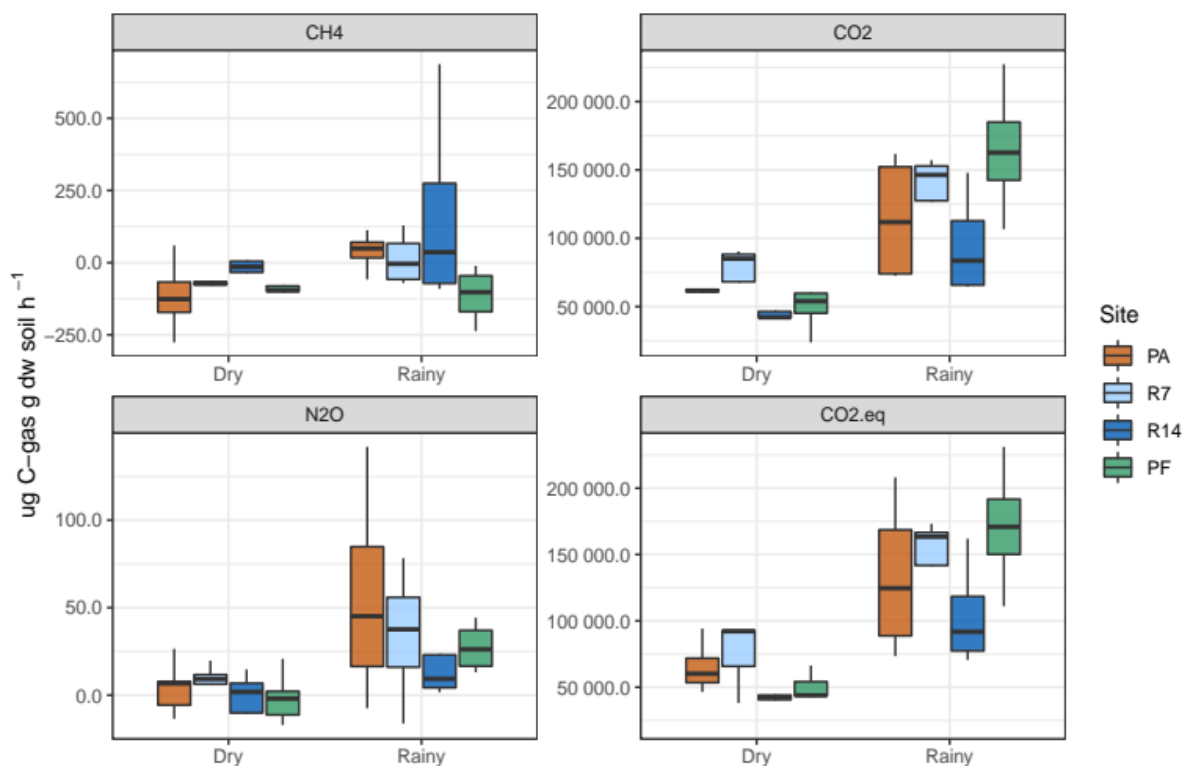 CH4
CO2
500.0
250.0
0.0
−250.0
200 000.0
150 000.0
100 000.0
50 000.0
Dry
Rainy
Dry
Rainy
N2O
CO2.eq
100.0
50.0
0.0
200 000.0
150 000.0
100 000.0
50 000.0
Dry
Rainy
Dry
Rainy
ug C−gas g dw soil h −1
Site
PA
R7
R14
PF